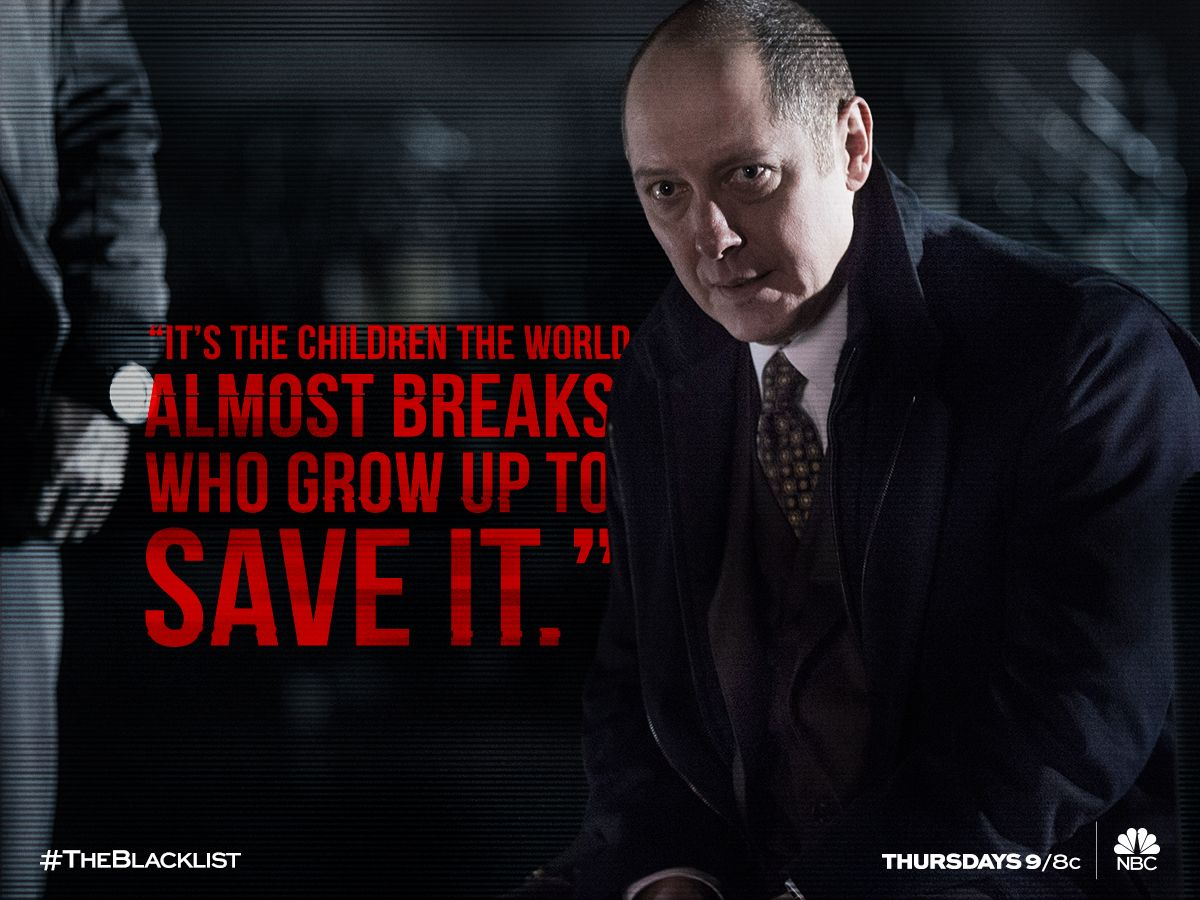 “IT’S THE CHILDREN THE WORLD
ALMOST BREAKS
WHO GROW UP TO
SAVE IT.”
#THEBLACKLIST
THURSDAYS 9/8C
NBC